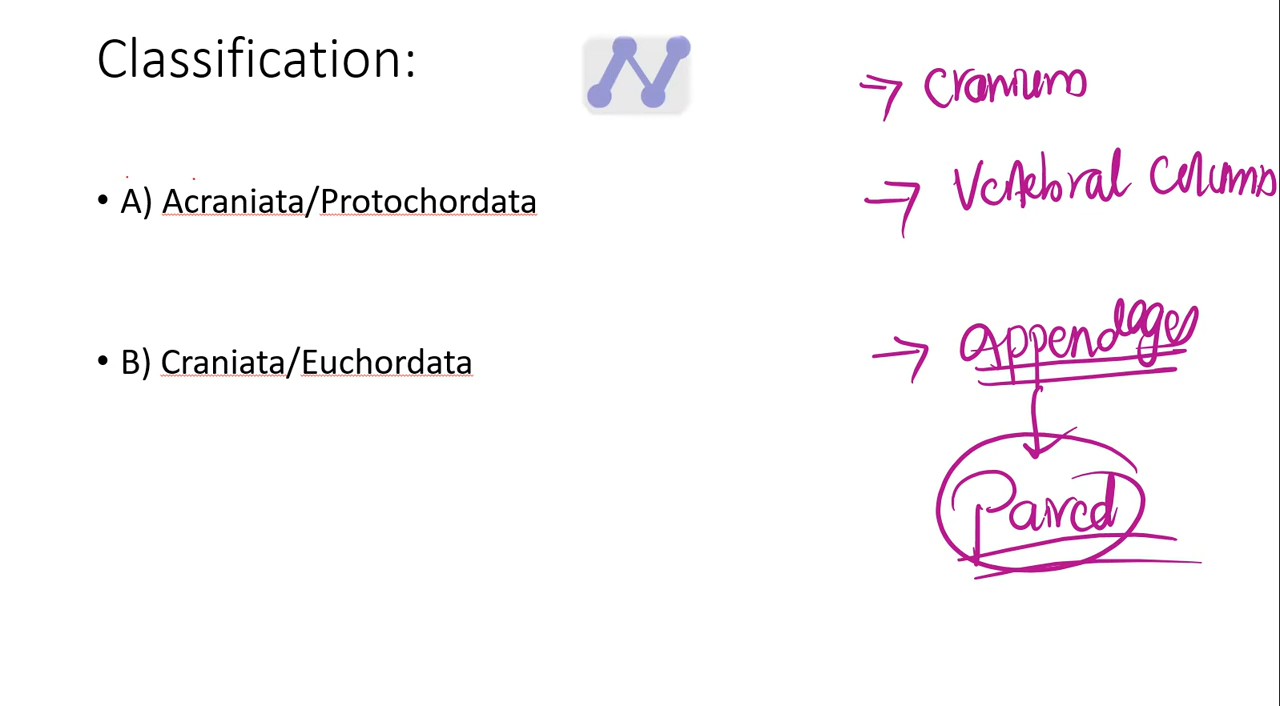 Classification:
• A) Acraniata/Protochordata
• B) Craniata/Euchordata
→ Cranium
→ Vertebral Column
→ Appendages
Paired